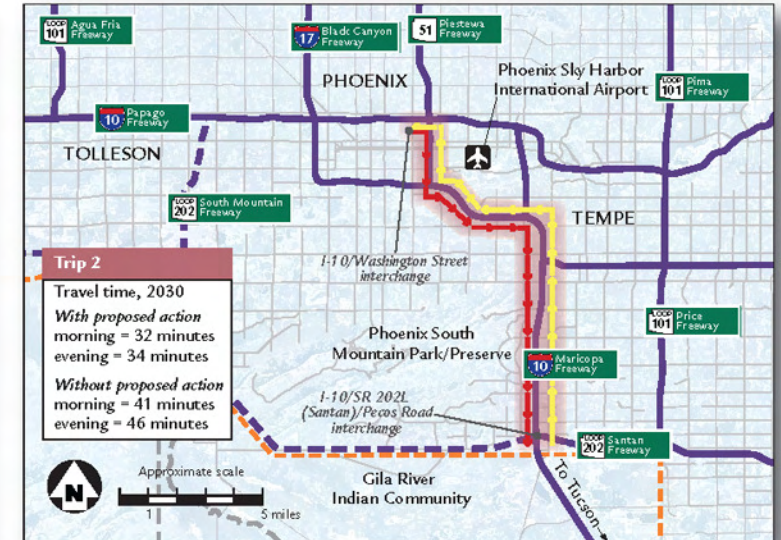 LOOP
101
Agua Fria
Freeway
17
Black Canyon
Freeway
51
Piestewa
Freeway
PHOENIX
Phoenix Sky Harbor
International Airport
LOOP
101
Pima
Freeway
10
Papago
Freeway
TOLLESON
LOOP
202
South Mountain
Freeway
TEMPE
I-10/Washington Street
interchange
Trip 2
Travel time, 2030
With proposed action
morning = 32 minutes
evening = 34 minutes
Without proposed action
morning = 41 minutes
evening = 46 minutes
LOOP
101
Price
Freeway
Phoenix South
Mountain Park/Preserve
10
Maricopa
Freeway
I-10/SR 202L
(Santan)/Pecos Road
interchange
LOOP
202
Santan
Freeway
N
Approximate scale
1
5 miles
Gila River
Indian Community
To Tucson